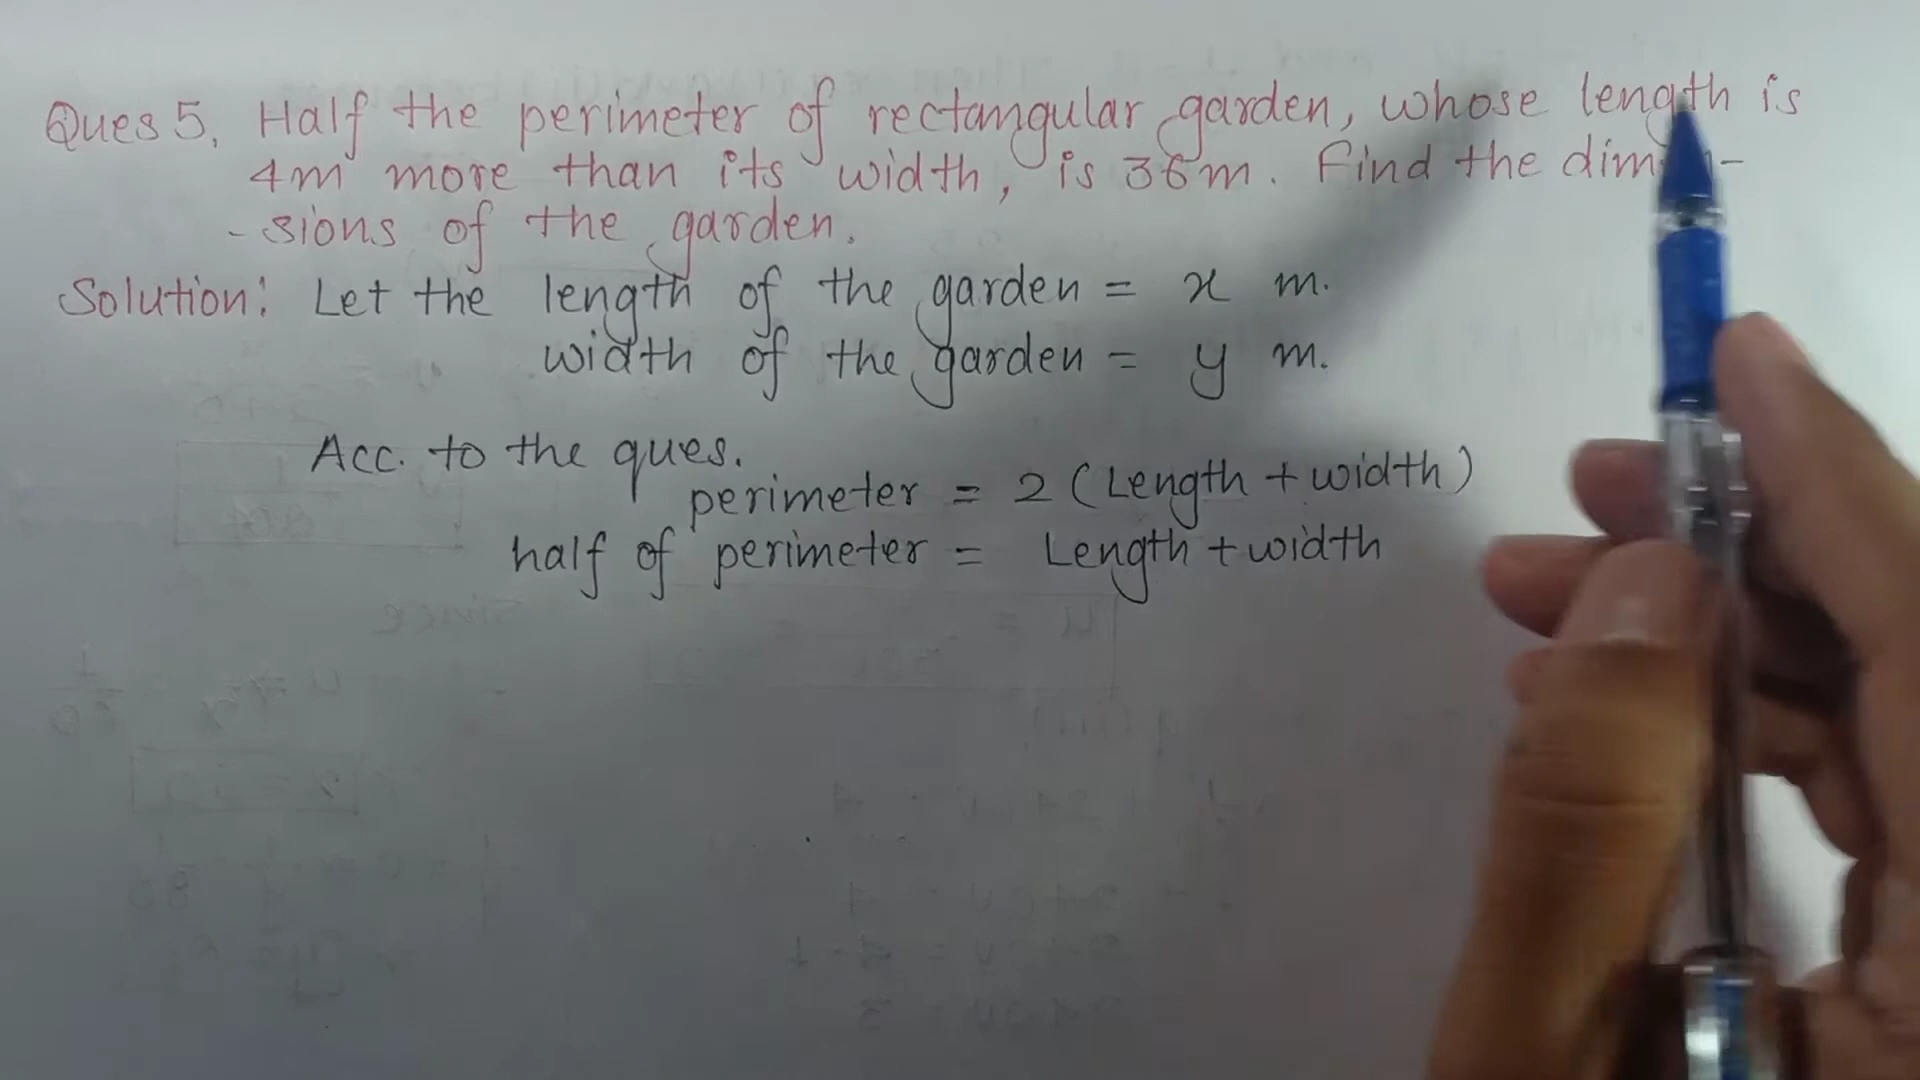 Ques 5. Half the perimeter of rectangular garden, whose length is
4m more than its width, is 36m. Find the dim
-sions of the garden.
Solution: Let the length of the garden = x m.
width of the garden = y m.
Acc. to the ques.
perimeter = 2 (Length + width)
half of perimeter = Length + width